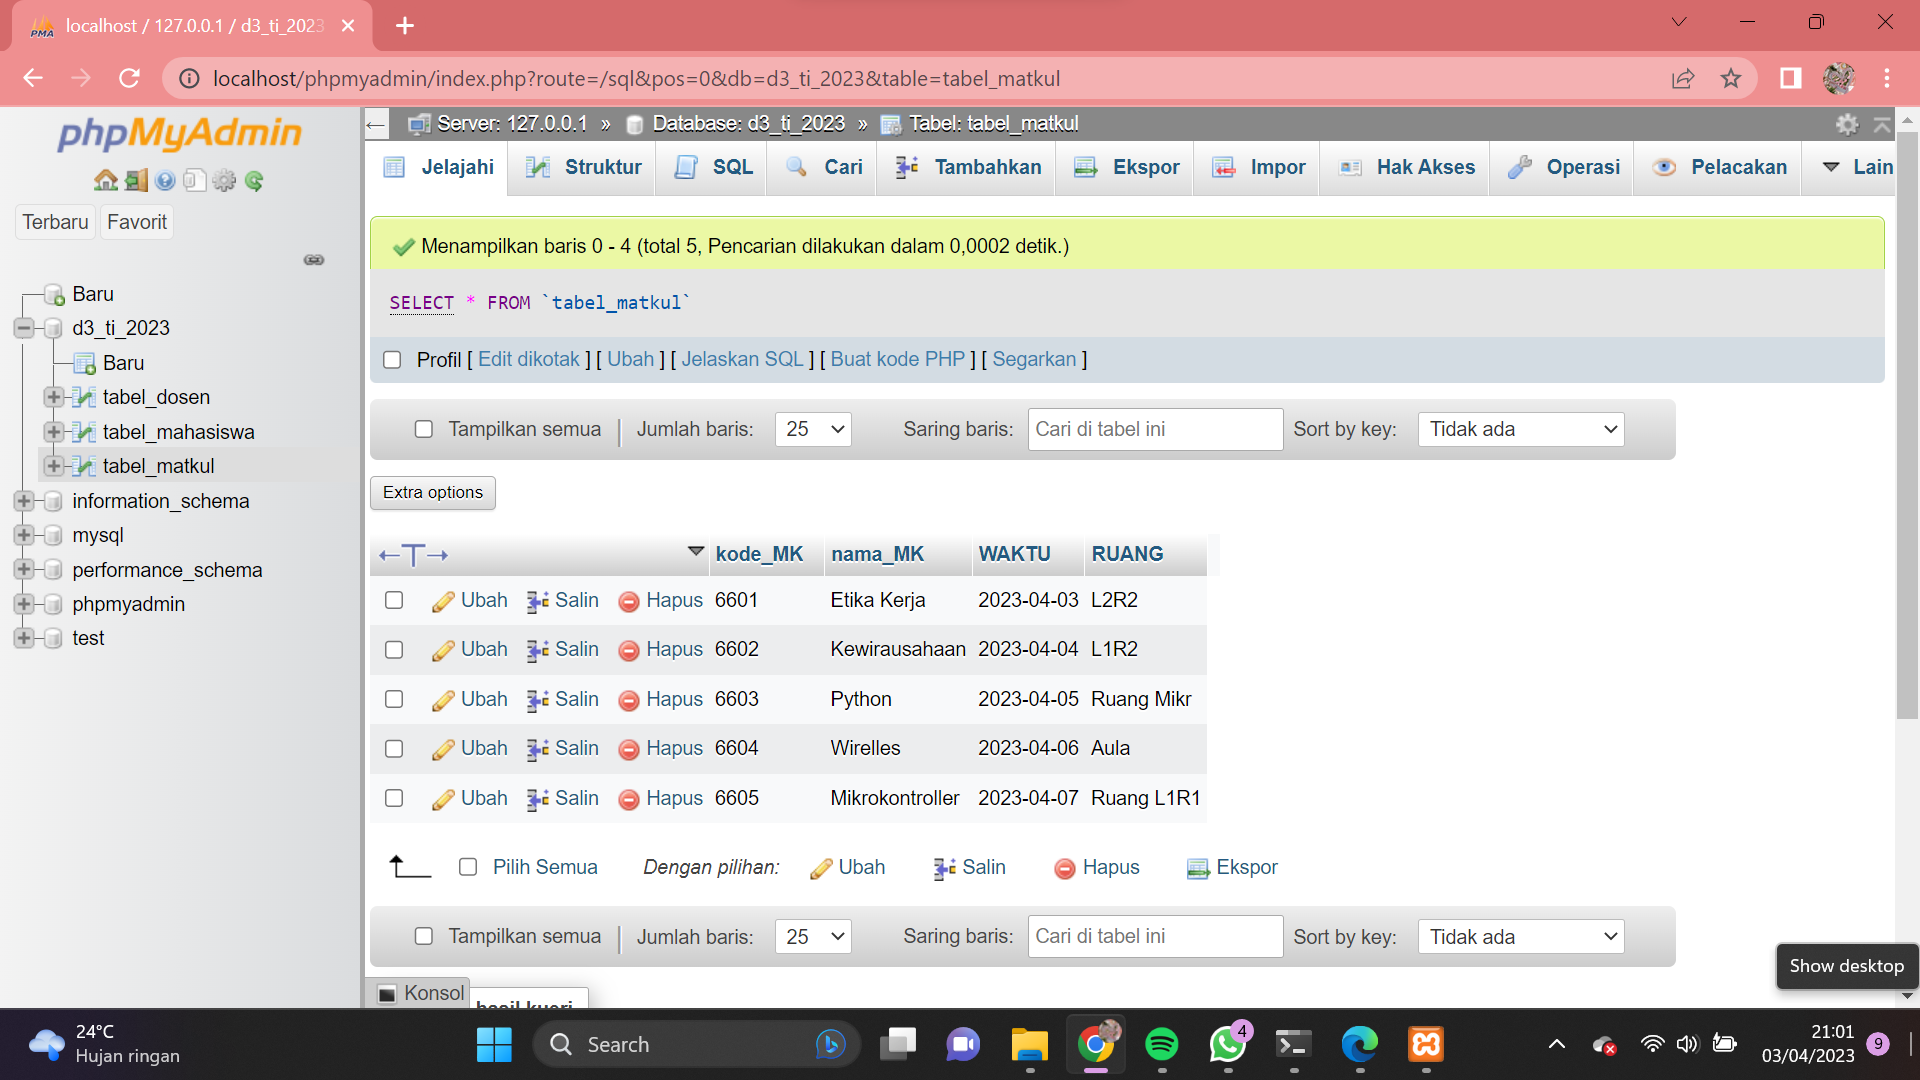 localhost / 127.0.0.1 / d3_ti_2023
localhost/phpmyadmin/index.php?route=/sql&pos=0&db=d3_ti_2023&table=tabel_matkul
phpMyAdmin
Terbaru Favorit
Baru
d3_ti_2023
Baru
tabel_dosen
tabel_mahasiswa
tabel_matkul
information_schema
mysql
performance_schema
phpmyadmin
test
Server: 127.0.0.1 » Database: d3_ti_2023 » Tabel: tabel_matkul
Jelajahi Struktur SQL Cari Tambahkan Ekspor Impor Hak Akses Operasi Pelacakan Lain
Menampilkan baris 0 - 4 (total 5, Pencarian dilakukan dalam 0,0002 detik.)
SELECT * FROM `tabel_matkul`
Profil [ Edit dikotak ] [ Ubah ] [ Jelaskan SQL ] [ Buat kode PHP ] [ Segarkan ]
Tampilkan semua | Jumlah baris: 25 Saring baris: Cari di tabel ini Sort by key: Tidak ada
Extra options
←T→ kode_MK nama_MK WAKTU RUANG
Ubah Salin Hapus 6601 Etika Kerja 2023-04-03 L2R2
Ubah Salin Hapus 6602 Kewirausahaan 2023-04-04 L1R2
Ubah Salin Hapus 6603 Python 2023-04-05 Ruang Mikr
Ubah Salin Hapus 6604 Wirelles 2023-04-06 Aula
Ubah Salin Hapus 6605 Mikrokontroller 2023-04-07 Ruang L1R1
Pilih Semua Dengan pilihan: Ubah Salin Hapus Ekspor
Tampilkan semua | Jumlah baris: 25 Saring baris: Cari di tabel ini Sort by key: Tidak ada
Konsol
hasil kueri
Show desktop
24°C
Hujan ringan
Search
4
21:01
03/04/2023
9